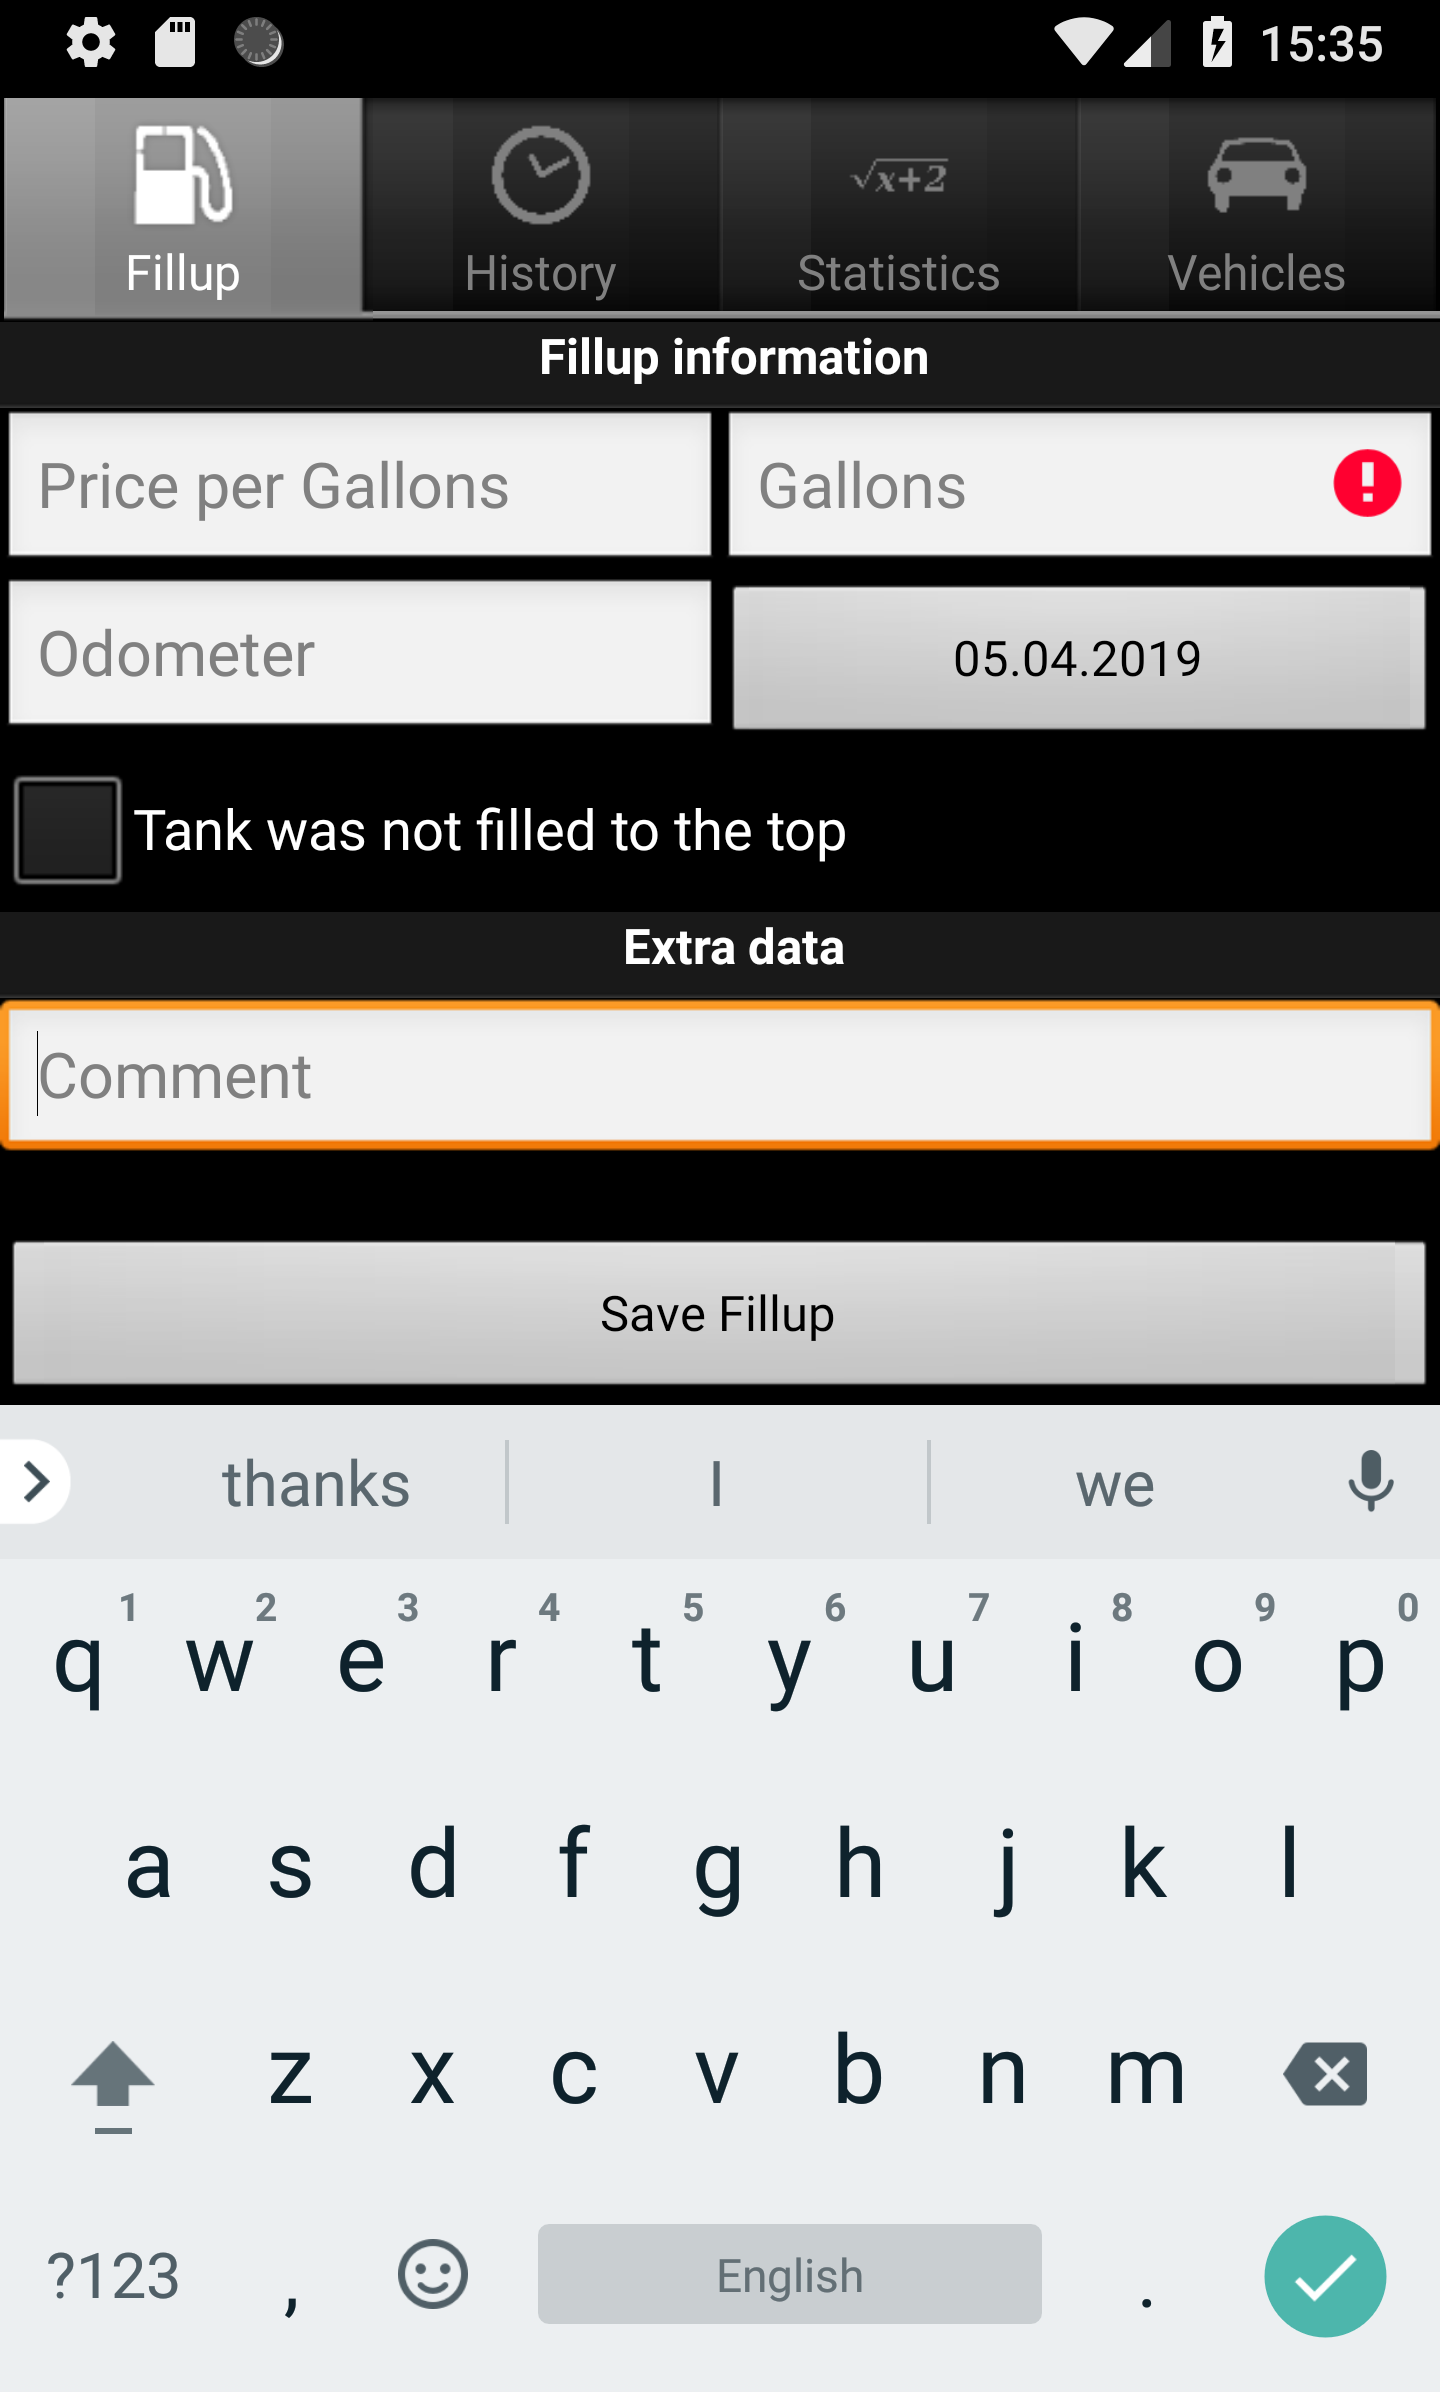 15:35
Fillup
History
√x+2
Statistics
Vehicles
Fillup information
Price per Gallons
Gallons
Odometer
05.04.2019
Tank was not filled to the top
Extra data
Comment
Save Fillup
thanks I we
1 2 3 4 5 6 7 8 9 0
q w e r t y u i o p
a s d f g h j k l
z x c v b n m
?123 , English .